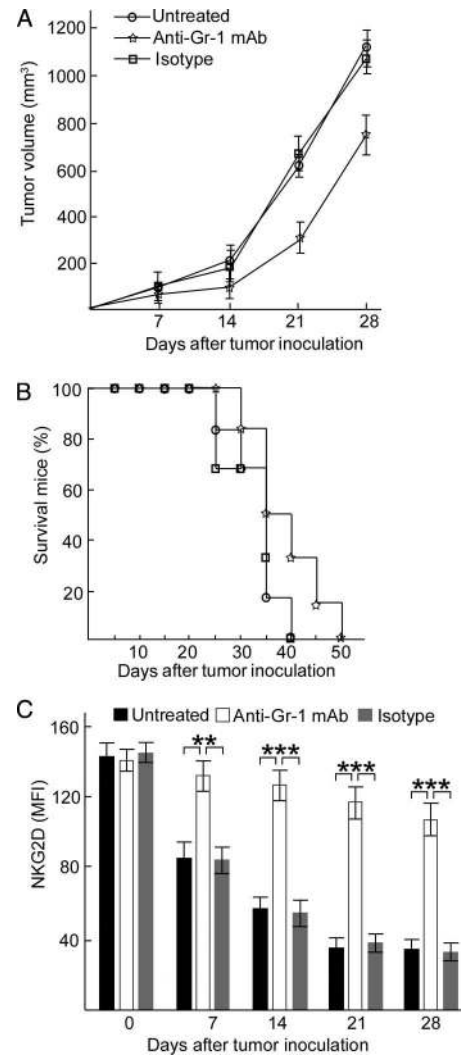 A
Untreated
Anti-Gr-1 mAb
Isotype
Tumor volume (mm³)
1200
1000
800
600
400
200
7 14 21 28
Days after tumor inoculation
B
Survival mice (%)
100
80
60
40
20
10 20 30 40 50
Days after tumor inoculation
C
Untreated Anti-Gr-1 mAb Isotype
NKG2D (MFI)
160
120
80
40
** *** *** ***
0 7 14 21 28
Days after tumor inoculation